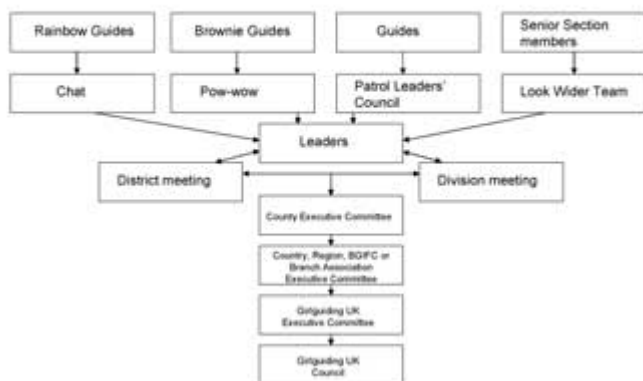 Rainbow Guides
Brownie Guides
Guides
Senior Section
members
Chat
Pow-wow
Patrol Leaders'
Council
Look Wider Team
Leaders
District meeting
Division meeting
County Executive Committee
Country, Region, BGIFC or
Branch Association
Executive Committee
Girlguiding UK
Executive Committee
Girlguiding UK
Council